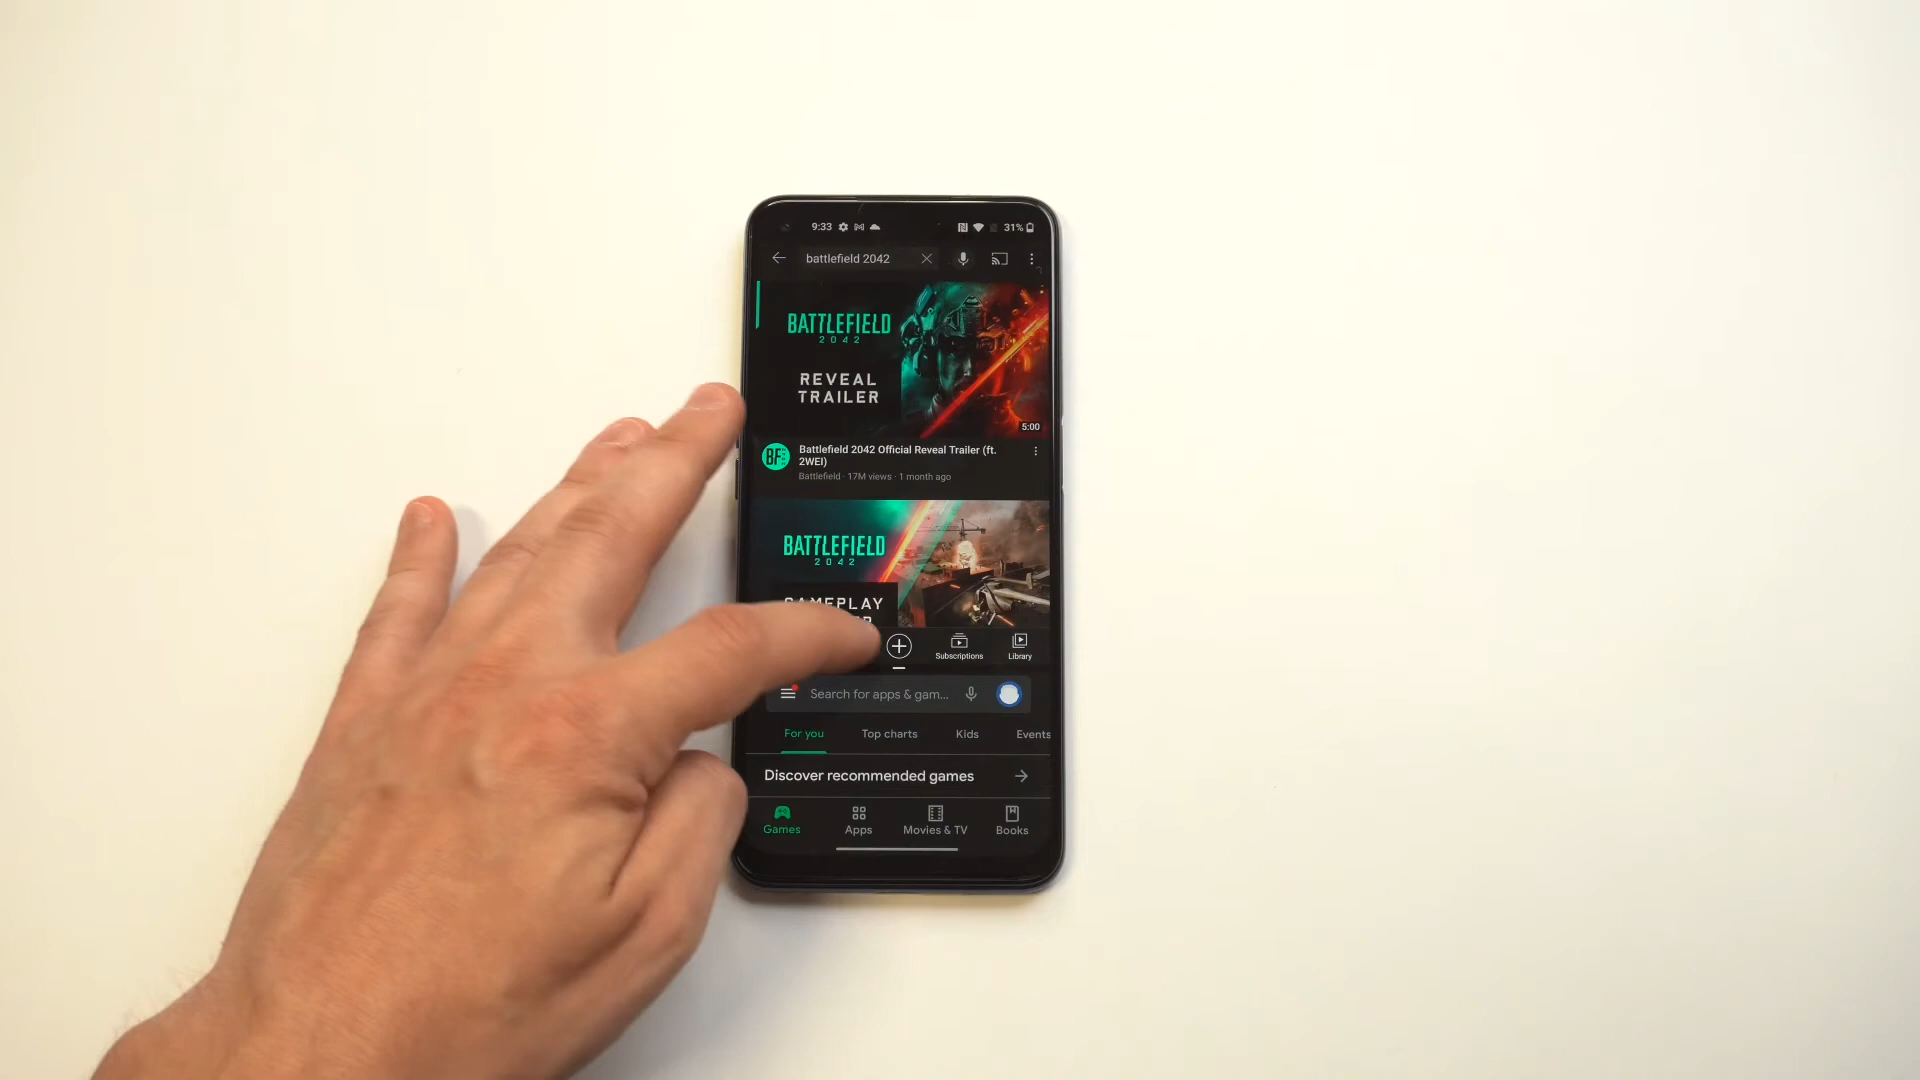 9:33
31%
battlefield 2042
BATTLEFIELD
2042
REVEAL
TRAILER
5:00
BF
Battlefield 2042 Official Reveal Trailer (ft.
2WEI)
Battlefield · 17M views · 1 month ago
BATTLEFIELD
2042
GAMEPLAY
Subscriptions
Library
Search for apps & gam...
For you
Top charts
Kids
Events
Discover recommended games
Games
Apps
Movies & TV
Books